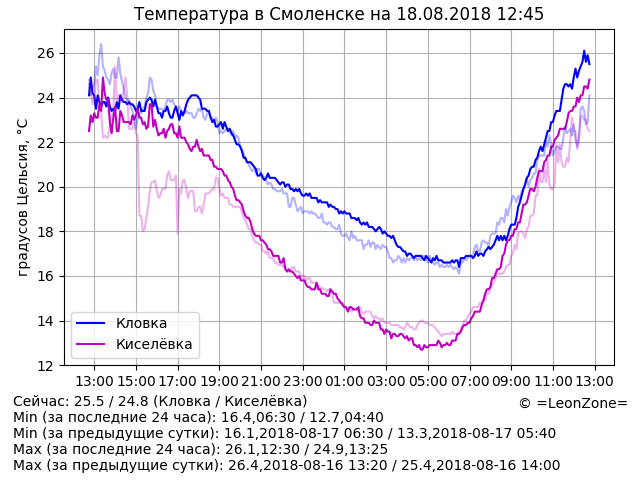 Температура в Смоленске на 18.08.2018 12:45
градусов Цельсия, °C
26
24
22
20
18
16
14
12
Кловка
Киселёвка
13:00 15:00 17:00 19:00 21:00 23:00 01:00 03:00 05:00 07:00 09:00 11:00 13:00
Сейчас: 25.5 / 24.8 (Кловка / Киселёвка)
© =LeonZone=
Min (за последние 24 часа): 16.4,06:30 / 12.7,04:40
Min (за предыдущие сутки): 16.1,2018-08-17 06:30 / 13.3,2018-08-17 05:40
Max (за последние 24 часа): 26.1,12:30 / 24.9,13:25
Max (за предыдущие сутки): 26.4,2018-08-16 13:20 / 25.4,2018-08-16 14:00